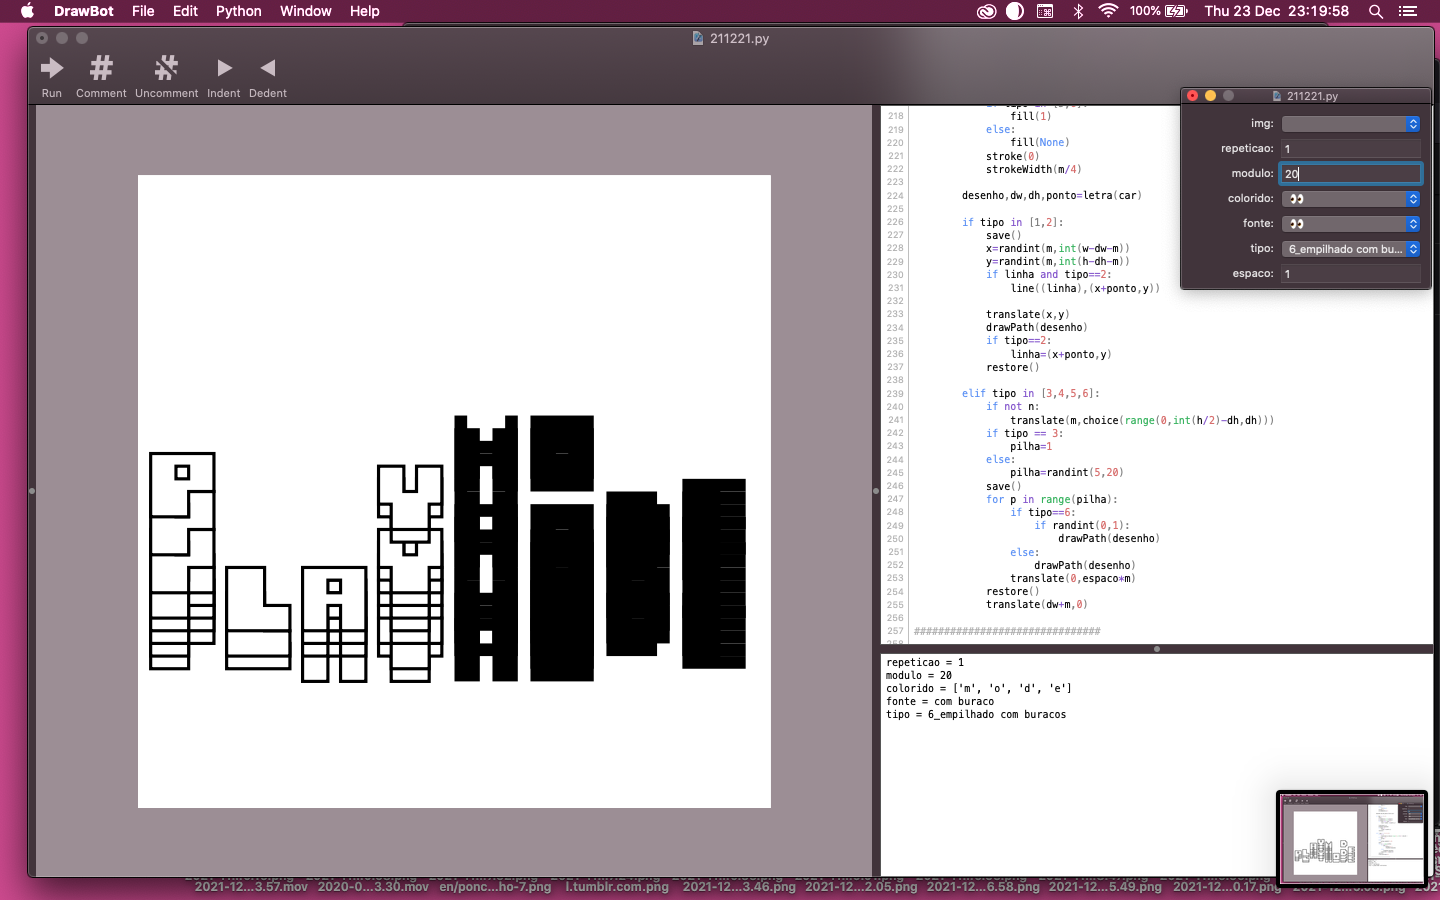 DrawBot File Edit Python Window Help 100% Thu 23 Dec 23:19:58
211221.py
Run Comment Uncomment Indent Dedent
218 fill(1)
219 else:
220 fill(None)
221 stroke(0)
222 strokeWidth(m/4)
223
224 desenho,dw,dh,ponto=letra(car)
225
226 if tipo in [1,2]:
227 save()
228 x=randint(m,int(w-dw-m))
229 y=randint(m,int(h-dh-m))
230 if linha and tipo==2:
231 line((linha),(x+ponto,y))
232
233 translate(x,y)
234 drawPath(desenho)
235 if tipo==2:
236 linha=(x+ponto,y)
237 restore()
238
239 elif tipo in [3,4,5,6]:
240 if not n:
241 translate(m,choice(range(0,int(h/2)-dh,dh)))
242 if tipo == 3:
243 pilha=1
244 else:
245 pilha=randint(5,20)
246 save()
247 for p in range(pilha):
248 if tipo==6:
249 if randint(0,1):
250 drawPath(desenho)
251 else:
252 drawPath(desenho)
253 translate(0,espaco*m)
254 restore()
255 translate(dw+m,0)
256
257 ###############################
211221.py
img:
repeticao: 1
modulo: 20
colorido: 👀
fonte: 👀
tipo: 6_empilhado com bu...
espaco: 1
repeticao = 1
modulo = 20
colorido = ['m', 'o', 'd', 'e']
fonte = com buraco
tipo = 6_empilhado com buracos
2021-12...3.57.mov 2020-0...3.30.mov en/ponc...ho-7.png l.tumblr.com.png 2021-12...3.46.png 2021-12...2.05.png 2021-12...6.58.png 2021-12...5.49.png 2021-12...0.17.png